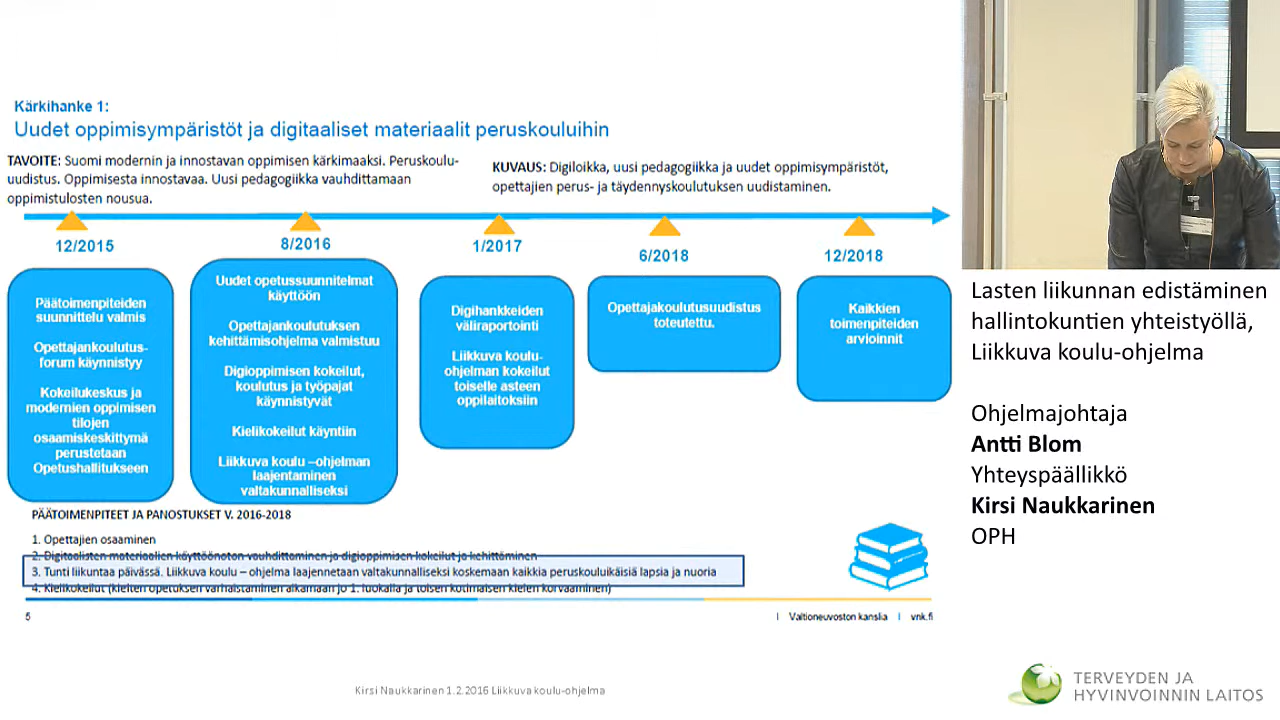 Kärkihanke 1:
Uudet oppimisympäristöt ja digitaaliset materiaalit peruskouluihin
TAVOITE: Suomi modernin ja innostavan oppimisen kärkimaaksi. Peruskoulu-
uudistus. Oppimisesta innostavaa. Uusi pedagogiikka vauhdittamaan
oppimistulosten nousua.
KUVAUS: Digiloikka, uusi pedagogiikka ja uudet oppimisympäristöt,
opettajien perus- ja täydennyskoulutuksen uudistaminen.
12/2015
Päätoimenpiteiden
suunnittelu valmis
Opettajankoulutus-
forum käynnistyy
Kokeilukeskus ja
modernien oppimisen
tilojen
osaamiskeskittymä
perustetaan
Opetushallitukseen
8/2016
Uudet opetussuunnitelmat
käyttöön
Opettajankoulutuksen
kehittämisohjelma valmistuu
Digioppimisen kokeilut,
koulutus ja työpajat
käynnistyvät
Kielikokeilut käyntiin
Liikkuva koulu –ohjelman
laajentaminen
valtakunnalliseksi
1/2017
Digihankkeiden
väliraportointi
Liikkuva koulu-
ohjelman kokeilut
toiselle asteen
oppilaitoksiin
6/2018
Opettajakoulutusuudistus
toteutettu.
12/2018
Kaikkien
toimenpiteiden
arvioinnit
PÄÄTOIMENPITEET JA PANOSTUKSET V. 2016-2018
1. Opettajien osaaminen
2. Digitaalisten materiaalien käyttöönoton vauhdittaminen ja digioppimisen kokeilut ja kehittäminen
3. Tunti liikuntaa päivässä. Liikkuva koulu – ohjelma laajennetaan valtakunnalliseksi koskemaan kaikkia peruskouluikäisiä lapsia ja nuoria
4. Kielikokeilut (kielten opetuksen varhaistaminen alkamaan jo 1. luokalla ja toisen kotimaisen kielen korvaaminen)
5
I Valtioneuvoston kanslia I vnk.fi
Kirsi Naukkarinen 1.2.2016 Liikkuva koulu-ohjelma
Lasten liikunnan edistäminen
hallintokuntien yhteistyöllä,
Liikkuva koulu-ohjelma
Ohjelmajohtaja
Antti Blom
Yhteyspäällikkö
Kirsi Naukkarinen
OPH
TERVEYDEN JA
HYVINVOINNIN LAITOS